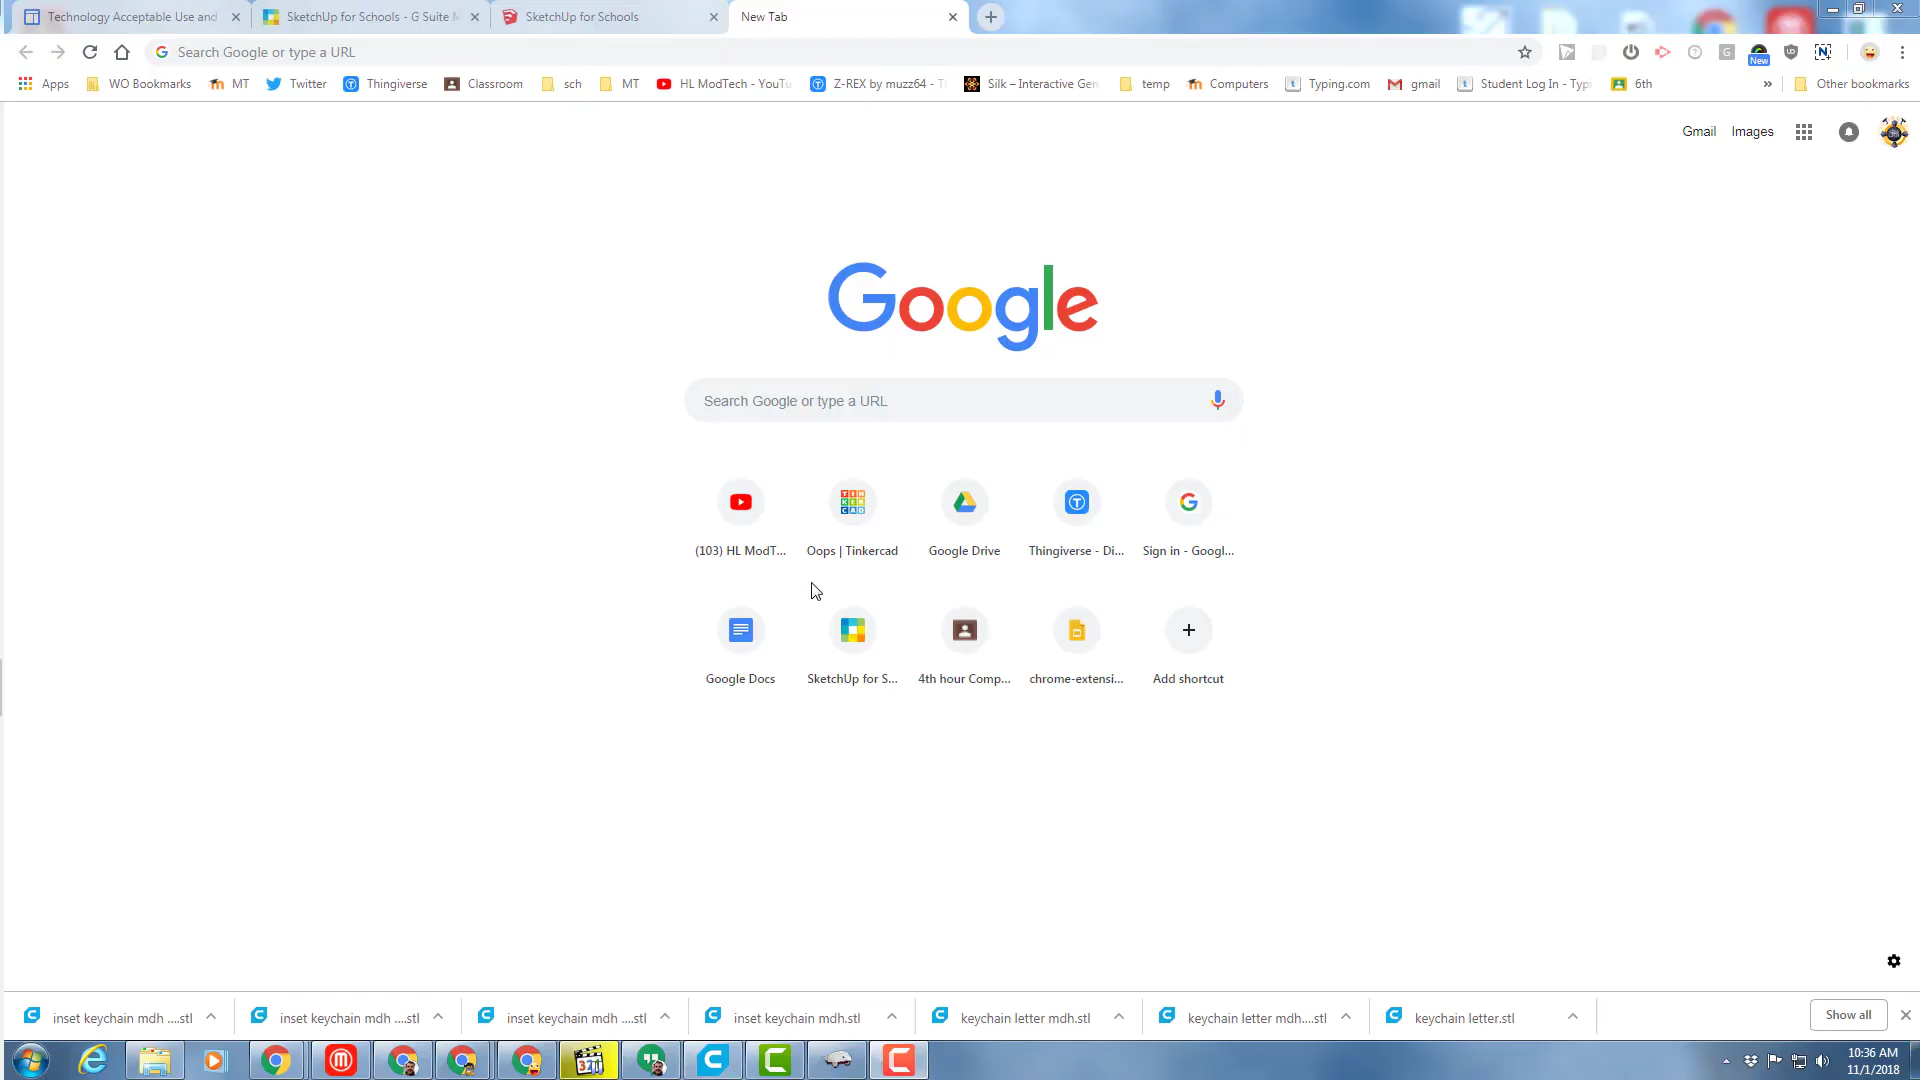 Technology Acceptable Use and
SketchUp for Schools - G Suite M
SketchUp for Schools
New Tab
Search Google or type a URL
New
Apps
WO Bookmarks
MT
Twitter
Thingiverse
Classroom
sch
MT
HL ModTech - YouTu
Z-REX by muzz64 - T
Silk – Interactive Gen
temp
Computers
Typing.com
gmail
Student Log In - Typi
6th
»
Other bookmarks
Gmail
Images
Google
Search Google or type a URL
(103) HL ModT...
Oops | Tinkercad
Google Drive
Thingiverse - Di...
Sign in - Googl...
Google Docs
SketchUp for S...
4th hour Comp...
chrome-extensi...
Add shortcut
inset keychain mdh ....stl
inset keychain mdh ....stl
inset keychain mdh ....stl
inset keychain mdh.stl
keychain letter mdh.stl
keychain letter mdh....stl
keychain letter.stl
Show all
10:36 AM
11/1/2018